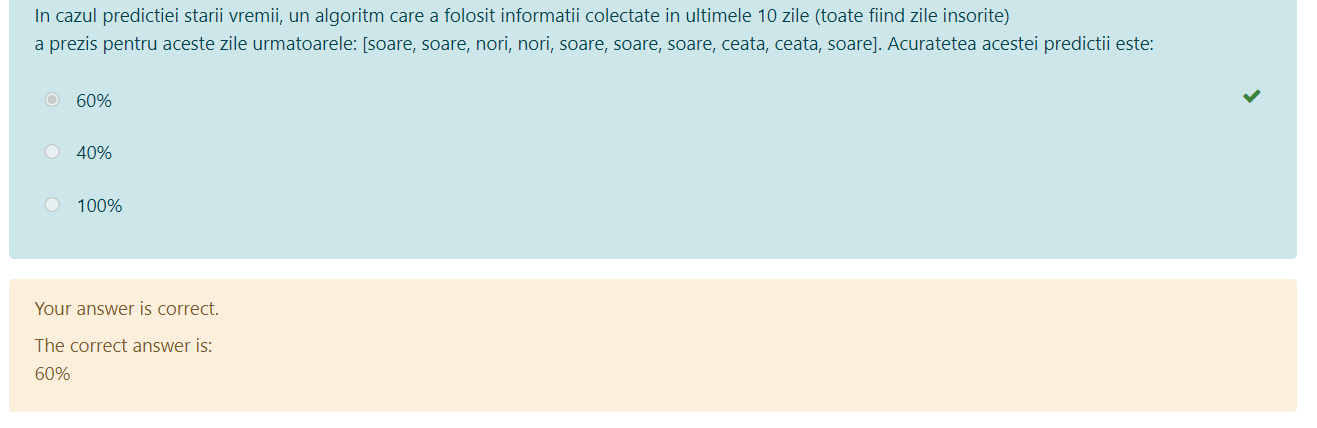 In cazul predictiei starii vremii, un algoritm care a folosit informatii colectate in ultimele 10 zile (toate fiind zile insorite)
a prezis pentru aceste zile urmatoarele: [soare, soare, nori, nori, soare, soare, soare, ceata, ceata, soare]. Acuratetea acestei predictii este:
60%
40%
100%
Your answer is correct.
The correct answer is:
60%